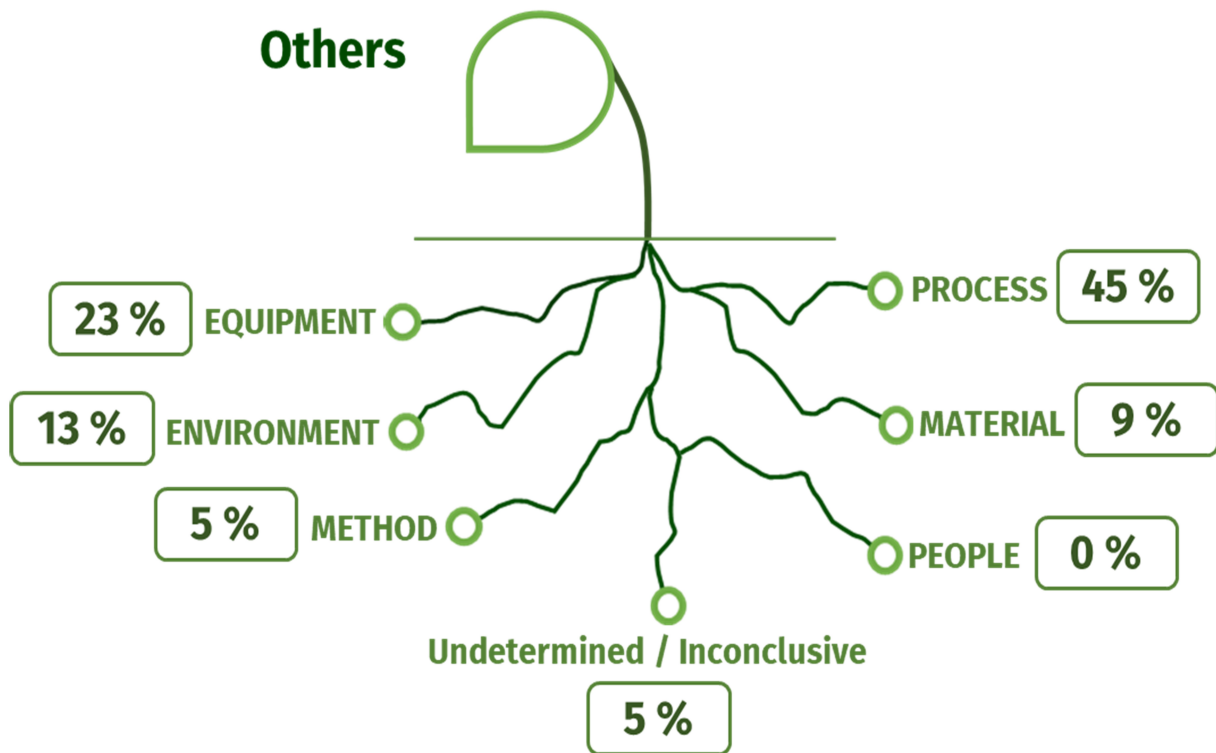 Others
PROCESS 45 %
23 % EQUIPMENT
MATERIAL 9 %
13 % ENVIRONMENT
5 % METHOD
PEOPLE 0 %
Undetermined / Inconclusive
5 %